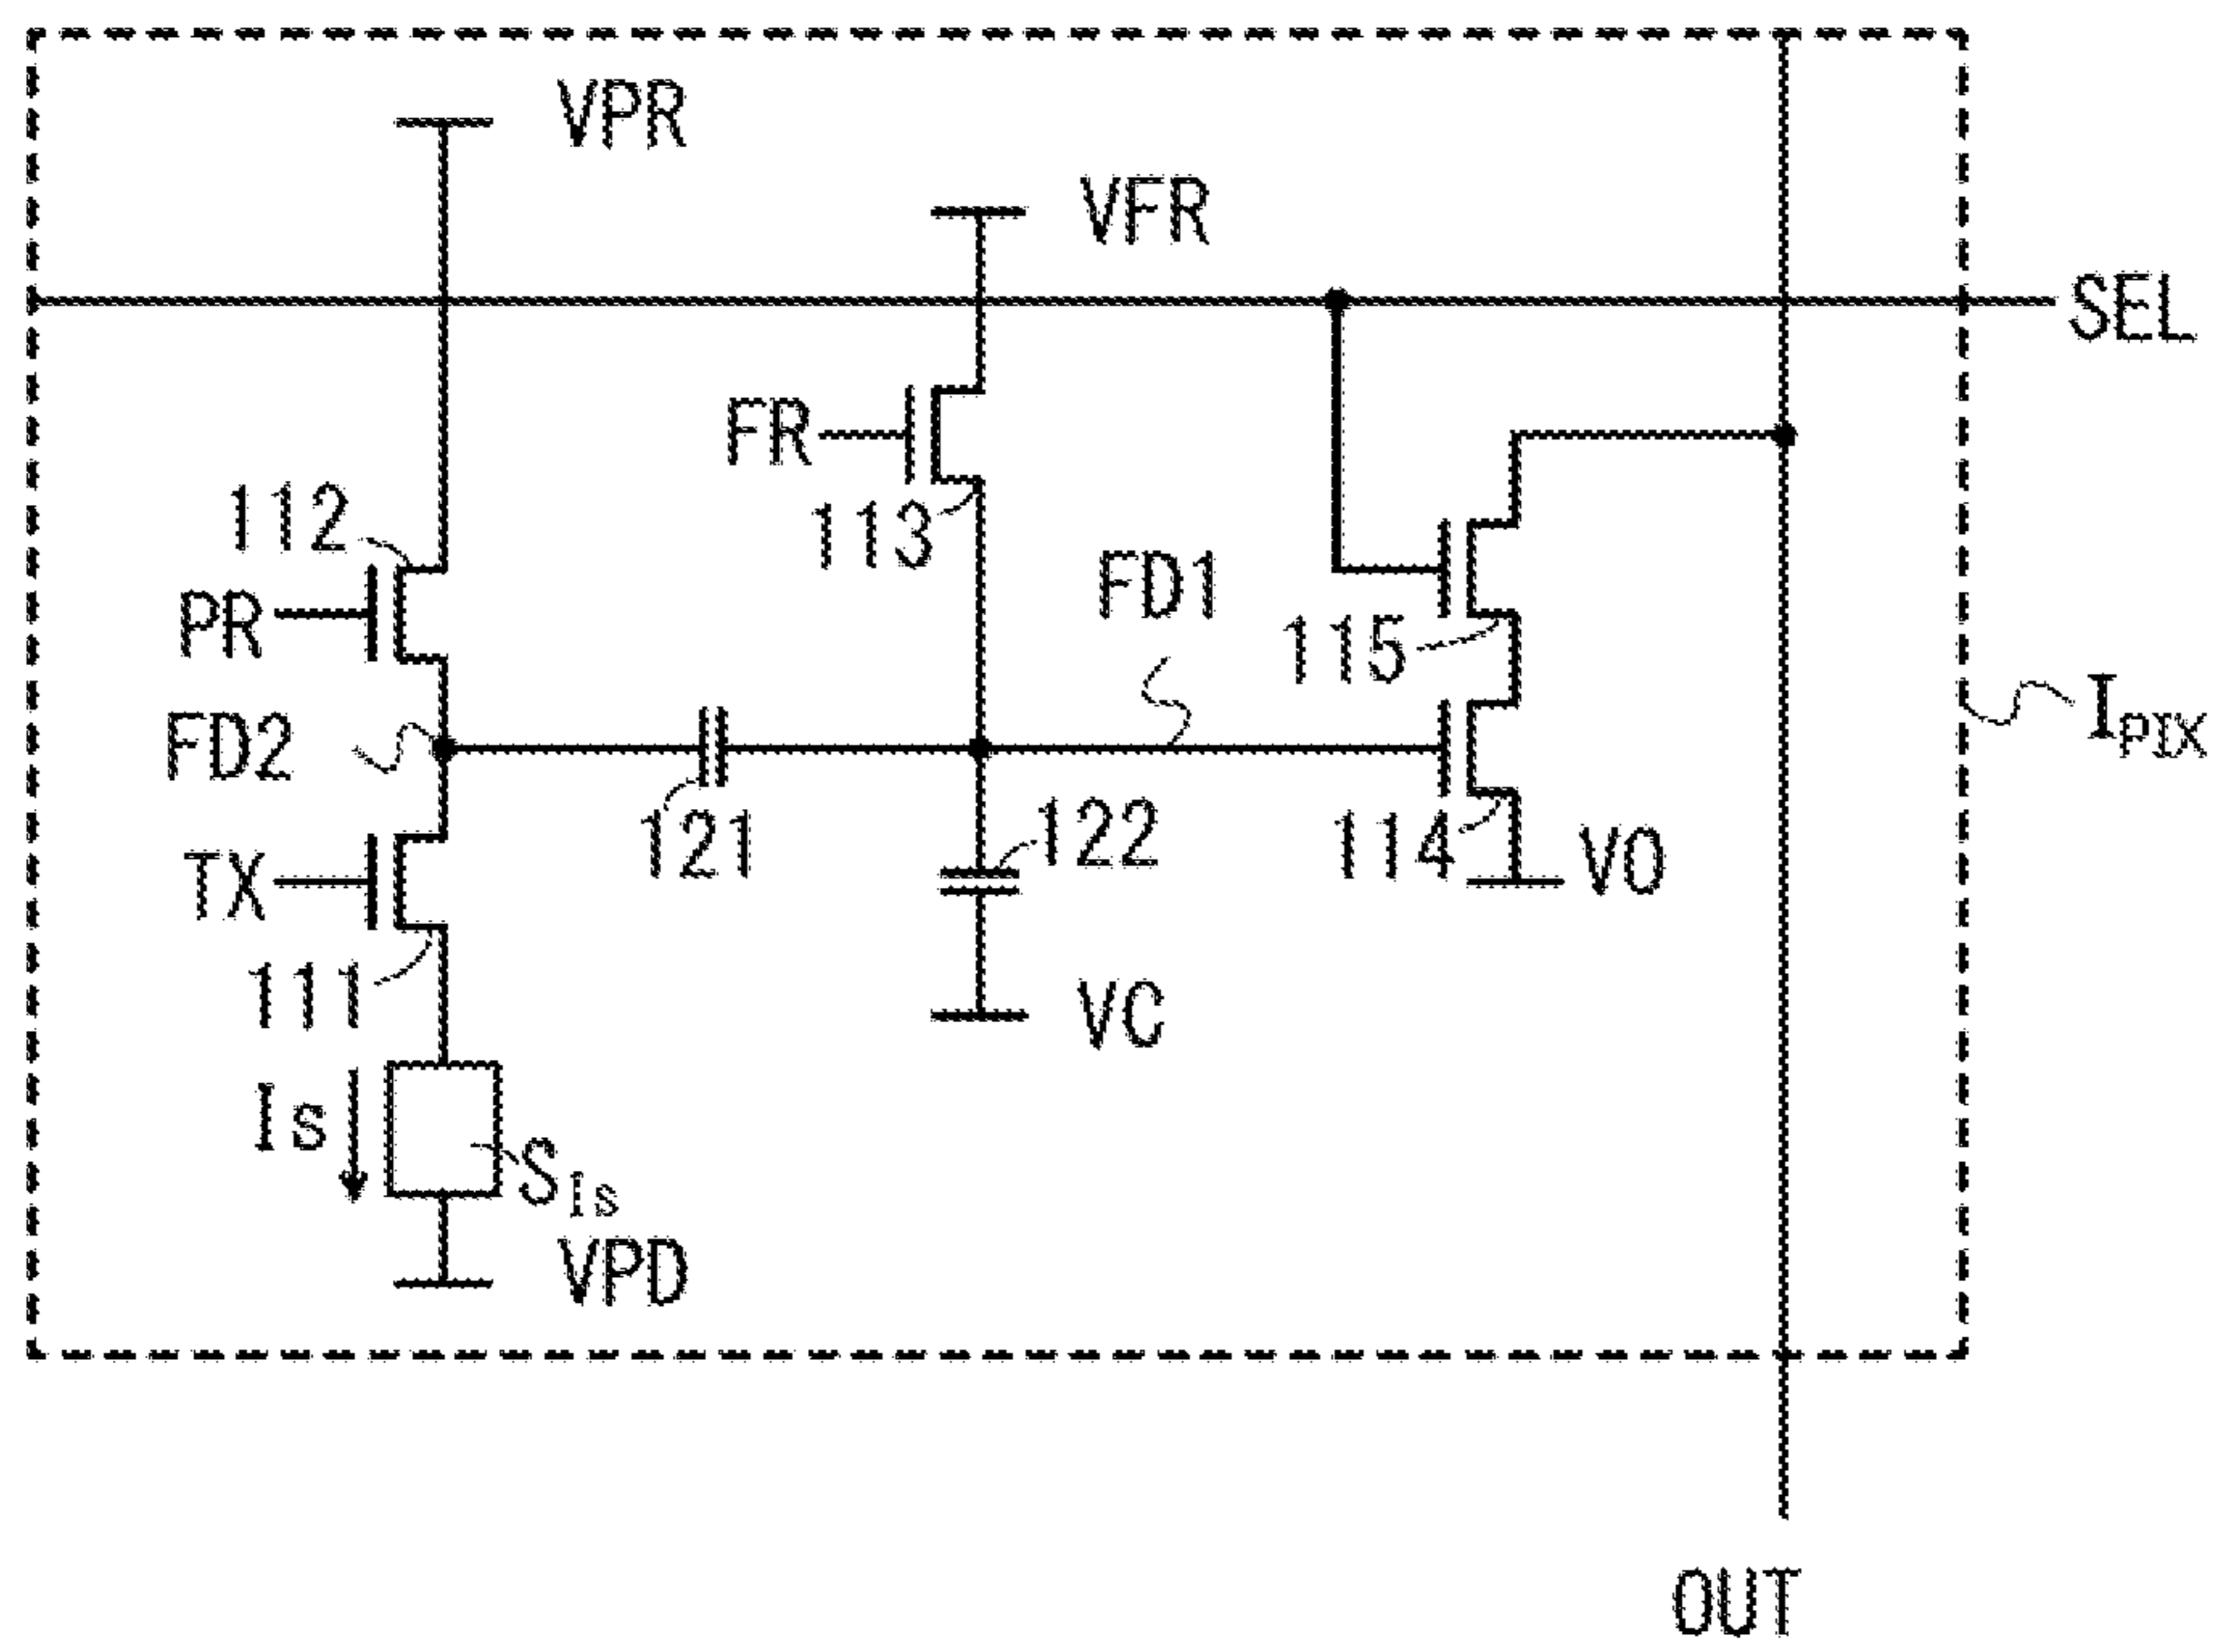 VPR
VFR
SEL
FR
112
113
FD1
PR
115
FD2
IPIX
121
122
114
VO
TX
111
VC
Is
SIs
VPD
OUT